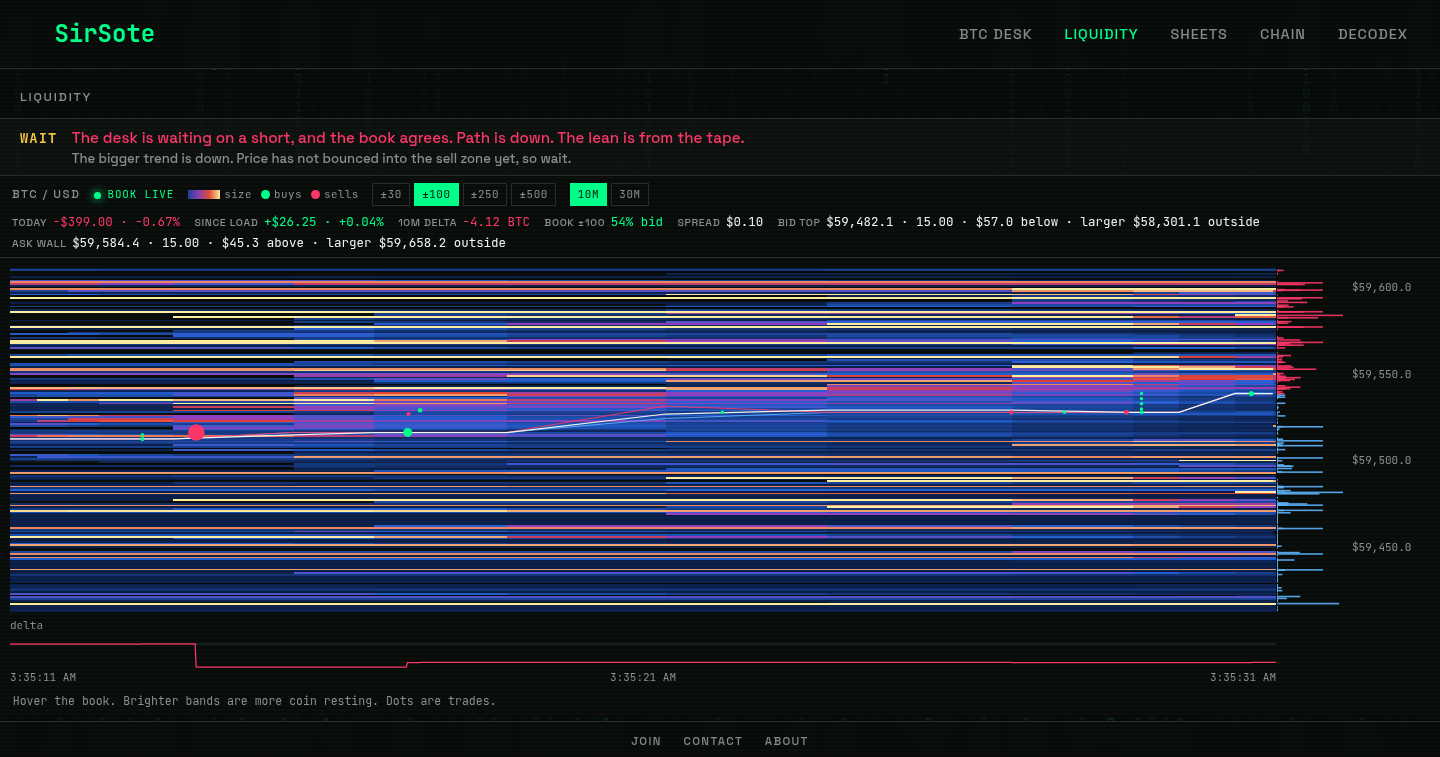 SirSote
BTC DESK LIQUIDITY SHEETS CHAIN DECODEX
LIQUIDITY
WAIT The desk is waiting on a short, and the book agrees. Path is down. The lean is from the tape.
The bigger trend is down. Price has not bounced into the sell zone yet, so wait.
BTC / USD BOOK LIVE size buys sells ±30 ±100 ±250 ±500 10M 30M
TODAY -$399.00 · -0.67% SINCE LOAD +$26.25 · +0.04% 10M DELTA -4.12 BTC BOOK ±100 54% bid SPREAD $0.10 BID TOP $59,482.1 · 15.00 · $57.0 below · larger $58,301.1 outside
ASK WALL $59,584.4 · 15.00 · $45.3 above · larger $59,658.2 outside
$59,600.0
$59,550.0
$59,500.0
$59,450.0
delta
3:35:11 AM 3:35:21 AM 3:35:31 AM
Hover the book. Brighter bands are more coin resting. Dots are trades.
JOIN CONTACT ABOUT